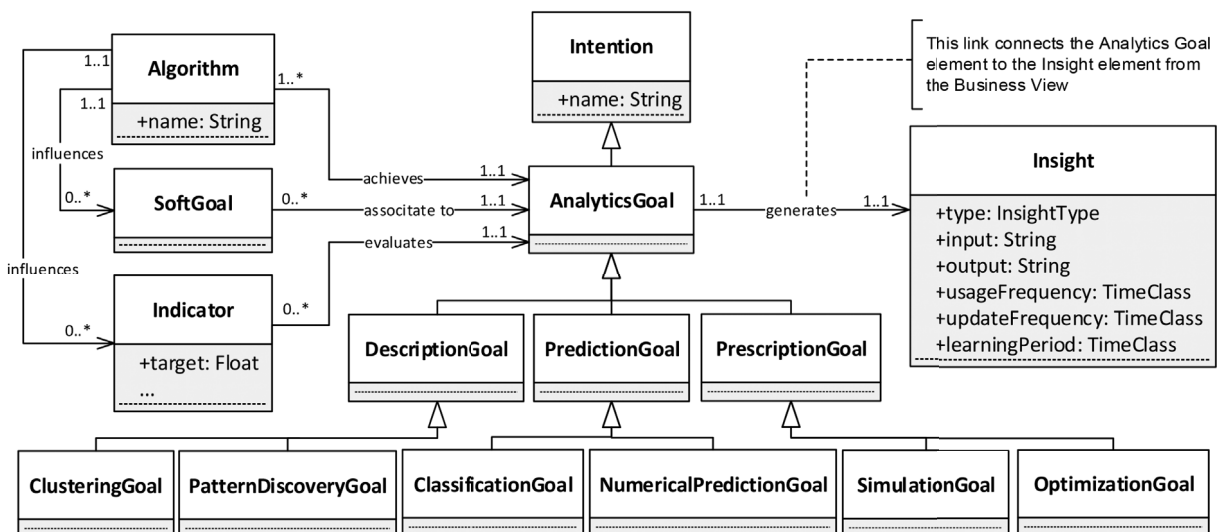 Intention
+name: String
This link connects the Analytics Goal
element to the Insight element from
the Business View
1..1
Algorithm
1..*
1..1
+name: String
influences
achieves
1..1
0..*
SoftGoal
0..*
associtate to
1..1
AnalyticsGoal
1..1
generates
1..1
Insight
+type: InsightType
+input: String
+output: String
+usageFrequency: TimeClass
+updateFrequency: TimeClass
+learningPeriod: TimeClass
evaluates
1..1
influences
0..*
Indicator
0..*
+target: Float
...
DescriptionGoal
PredictionGoal
PrescriptionGoal
ClusteringGoal
PatternDiscoveryGoal
ClassificationGoal
NumericalPredictionGoal
SimulationGoal
OptimizationGoal